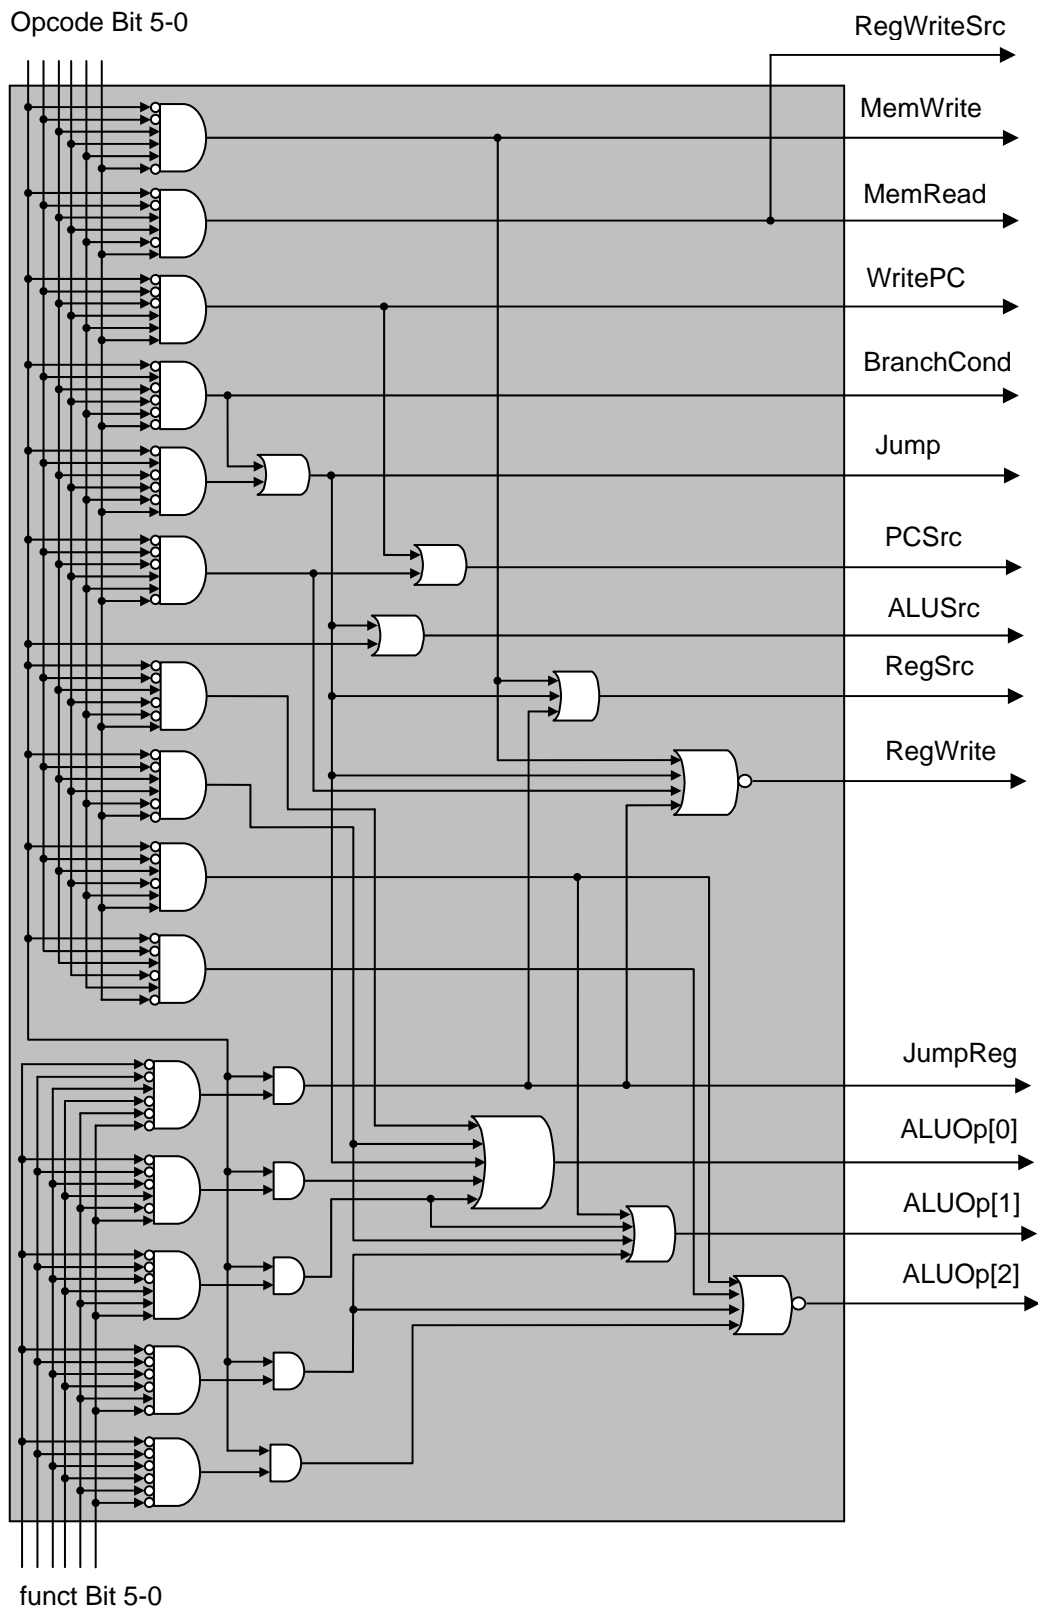 Opcode Bit 5-0
RegWriteSrc
MemWrite
MemRead
WritePC
BranchCond
Jump
PCSrc
ALUSrc
RegSrc
RegWrite
JumpReg
ALUOp[0]
ALUOp[1]
ALUOp[2]
funct Bit 5-0